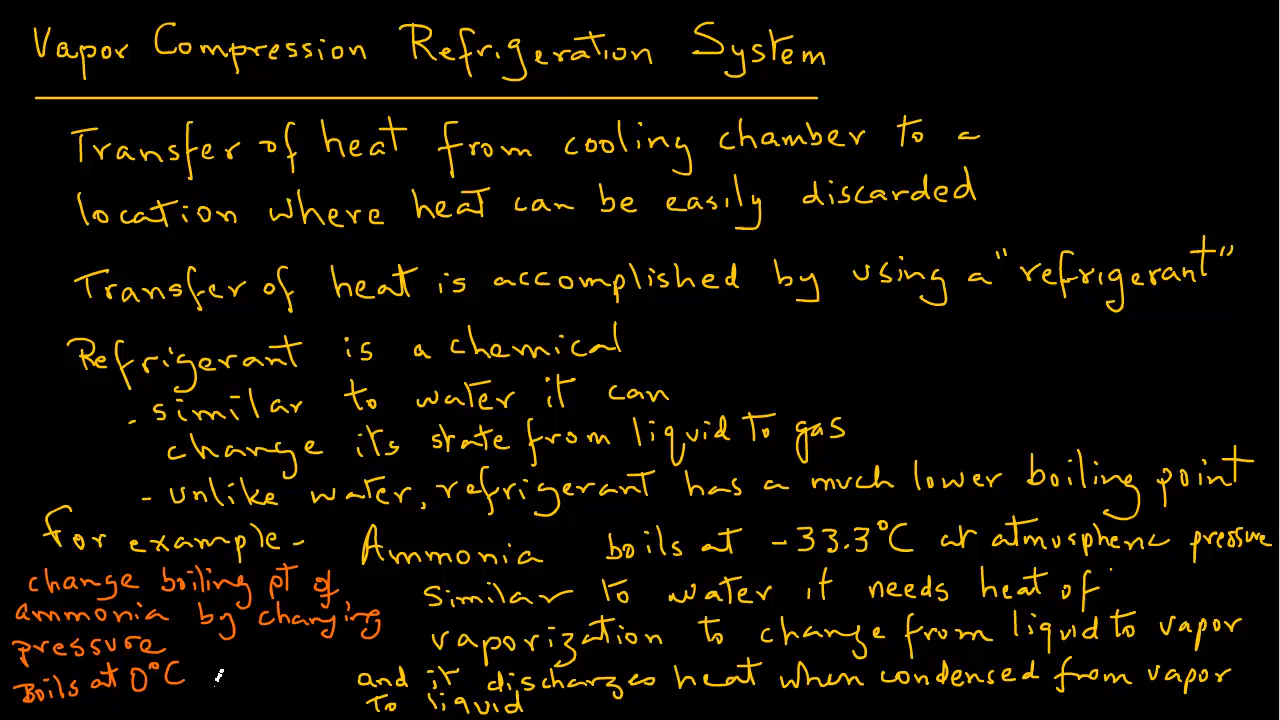 Vapor Compression Refrigeration System
Transfer of heat from cooling chamber to a
location where heat can be easily discarded
Transfer of heat is accomplished by using a "refrigerant"
Refrigerant is a chemical
- similar to water it can
change its state from liquid to gas
- unlike water, refrigerant has a much lower boiling point
For example - Ammonia boils at -33.3°C at atmospheric pressure
similar to water it needs heat of
vaporization to change from liquid to vapor
and it discharges heat when condensed from vapor
to liquid
change boiling pt of
ammonia by changing
pressure
Boils at 0°C